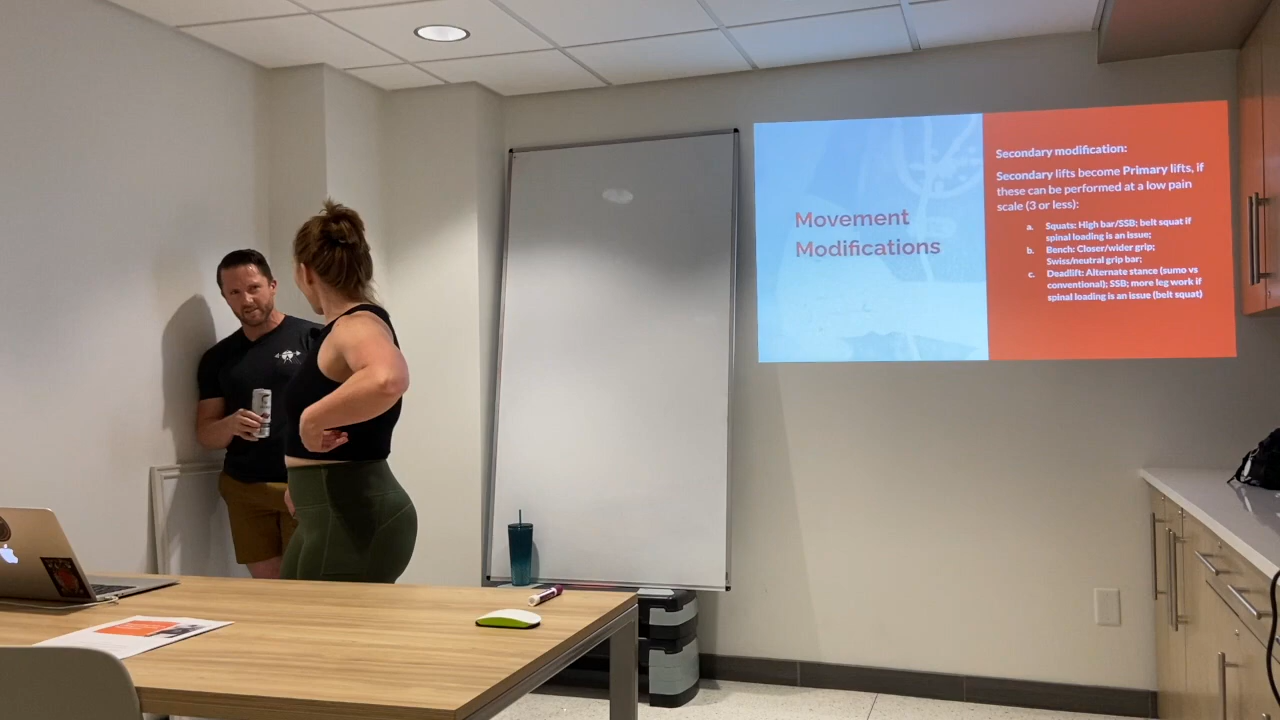 Movement
Modifications
Secondary modification:
Secondary lifts become Primary lifts, if
these can be performed at a low pain
scale (3 or less):
a. Squats: High bar/SSB; belt squat if
spinal loading is an issue;
b. Bench: Closer/wider grip;
Swiss/neutral grip bar;
c. Deadlift: Alternate stance (sumo vs
conventional); SSB; more leg work if
spinal loading is an issue (belt squat)